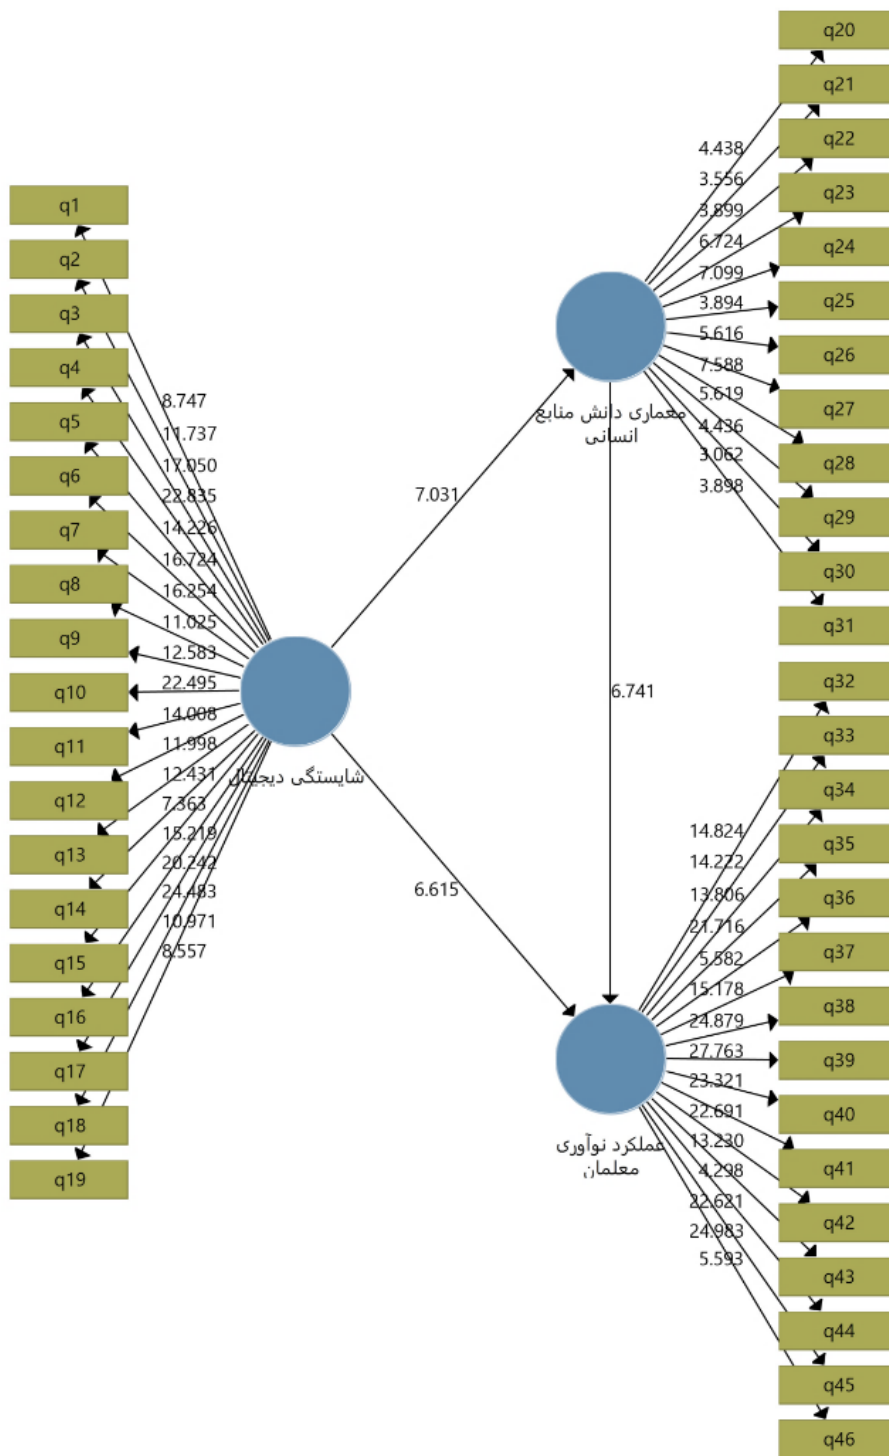 q1
q2
q3
q4
q5
q6
q7
q8
q9
q10
q11
q12
q13
q14
q15
q16
q17
q18
q19
8.747
11.737
17.050
22.835
14.226
16.724
16.254
11.025
12.583
22.495
14.008
11.998
12.431
7.363
15.219
20.242
24.483
10.971
8.557
شایستگی دیجیتال
7.031
6.615
6.741
معماری دانش منابع
انسانی
4.438
3.556
3.899
6.724
7.099
3.894
5.616
7.588
5.619
4.436
3.062
3.898
q20
q21
q22
q23
q24
q25
q26
q27
q28
q29
q30
q31
عملکرد نوآوری
معلمان
14.824
14.222
13.806
21.716
5.582
15.178
24.879
27.763
23.321
22.691
13.230
4.298
22.621
24.983
5.593
q32
q33
q34
q35
q36
q37
q38
q39
q40
q41
q42
q43
q44
q45
q46